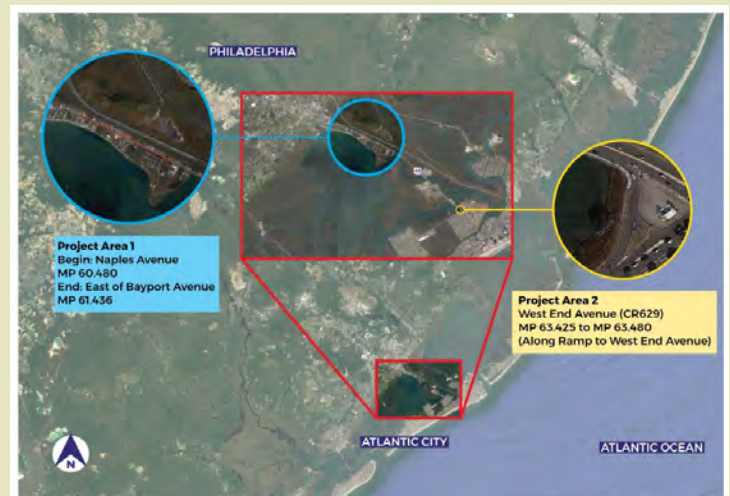 PHILADELPHIA
Project Area 1
Begin: Naples Avenue
MP 60.480
End: East of Bayport Avenue
MP 61.436
Project Area 2
West End Avenue (CR629)
MP 63.425 to MP 63.480
(Along Ramp to West End Avenue)
ATLANTIC CITY
ATLANTIC OCEAN
N